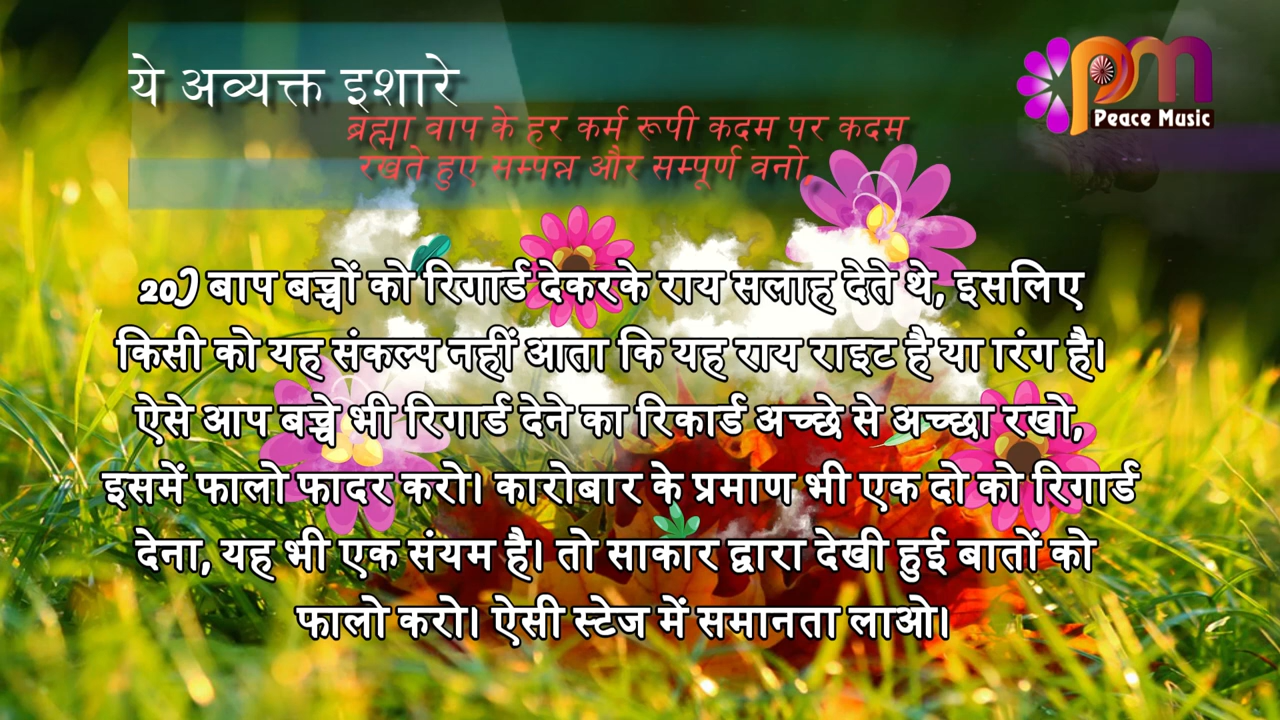 ये अव्यक्त इशारे
ब्रह्मा वाप के हर कर्म रूपी कदम पर कदम
रखते हुए सम्पन्न और सम्पूर्ण वनो,
pm
Peace Music
20) बाप बच्चों को रिगार्ड देकरके राय सलाह देते थे, इसलिए
किसी को यह संकल्प नहीं आता कि यह राय राइट है या ारंग है।
ऐसे आप बच्चे भी रिगार्ड देने का रिकार्ड अच्छे से अच्छा रखो,
इसमें फालो फादर करो। कारोबार के प्रमाण भी एक दो को रिगार्ड
देना, यह भी एक संयम है। तो साकार द्वारा देखी हुई बातों को
फालो करो। ऐसी स्टेज में समानता लाओ।